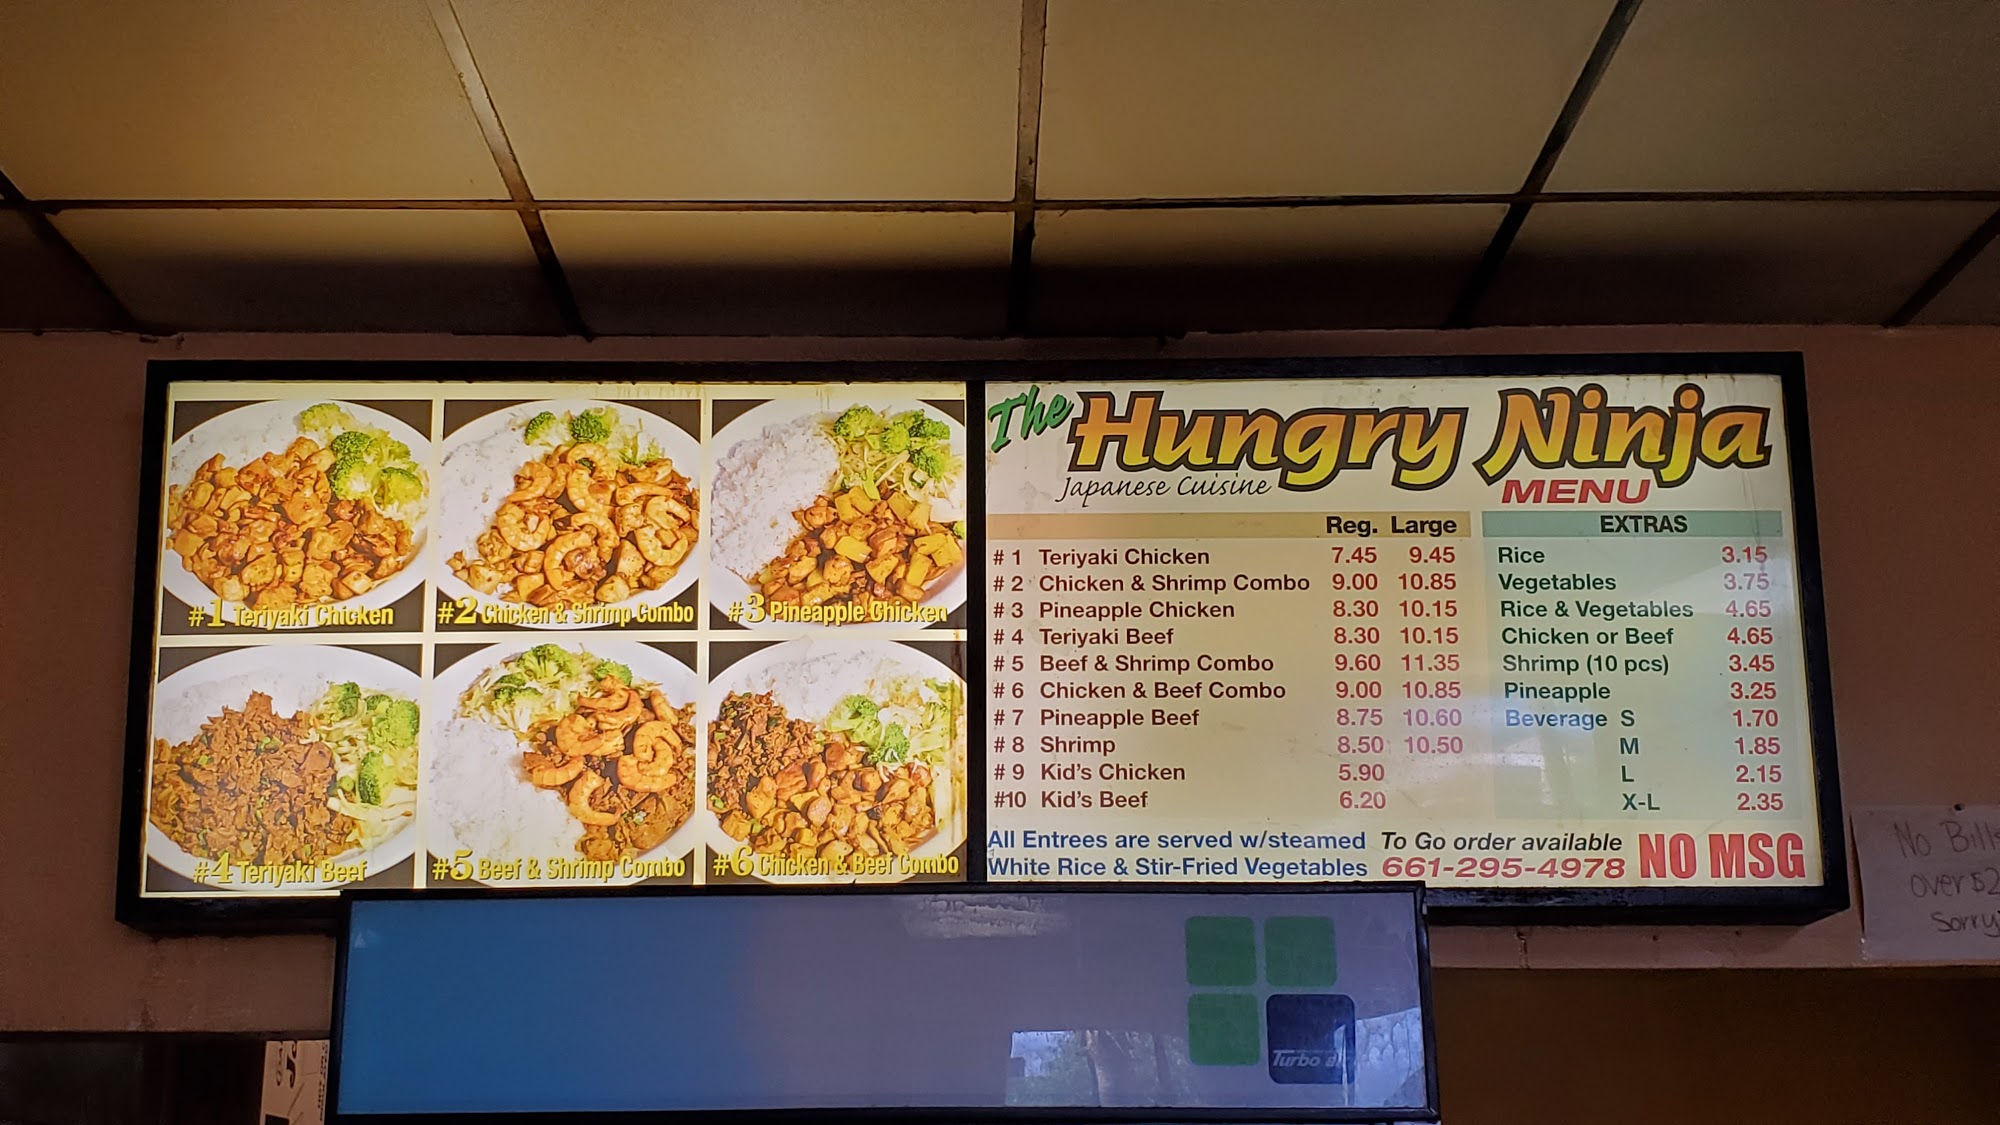 #1 Teriyaki Chicken
#2 Chicken & Shrimp Combo
#3 Pineapple Chicken
#4 Teriyaki Beef
#5 Beef & Shrimp Combo
#6 Chicken & Beef Combo
The Hungry Ninja
Japanese Cuisine
MENU
Reg. Large
# 1 Teriyaki Chicken 7.45 9.45
# 2 Chicken & Shrimp Combo 9.00 10.85
# 3 Pineapple Chicken 8.30 10.15
# 4 Teriyaki Beef 8.30 10.15
# 5 Beef & Shrimp Combo 9.60 11.35
# 6 Chicken & Beef Combo 9.00 10.85
# 7 Pineapple Beef 8.75 10.60
# 8 Shrimp 8.50 10.50
# 9 Kid's Chicken 5.90
#10 Kid's Beef 6.20
EXTRAS
Rice 3.15
Vegetables 3.75
Rice & Vegetables 4.65
Chicken or Beef 4.65
Shrimp (10 pcs) 3.45
Pineapple 3.25
Beverage S 1.70
M 1.85
L 2.15
X-L 2.35
All Entrees are served w/steamed
White Rice & Stir-Fried Vegetables
To Go order available
661-295-4978
NO MSG
No Bills
over $2
Sorry
Turbo air